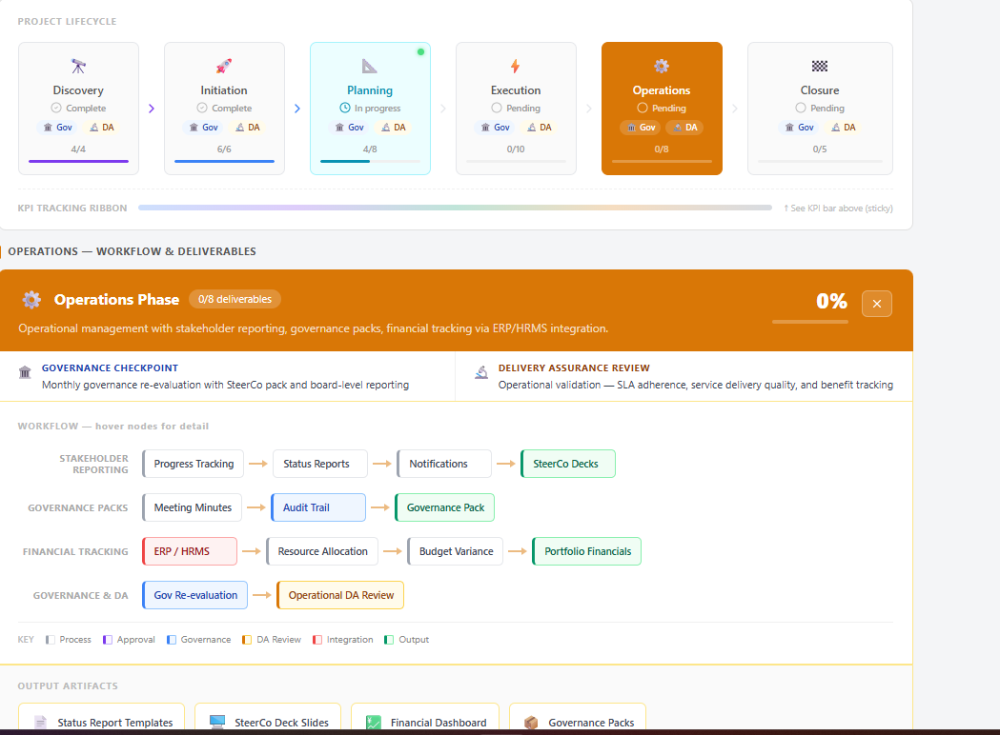 PROJECT LIFECYCLE
Discovery
Complete
Gov DA
4/4
Initiation
Complete
Gov DA
6/6
Planning
In progress
Gov DA
4/8
Execution
Pending
Gov DA
0/10
Operations
Pending
Gov DA
0/8
Closure
Pending
Gov DA
0/5
KPI TRACKING RIBBON
↑ See KPI bar above (sticky)
OPERATIONS — WORKFLOW & DELIVERABLES
Operations Phase 0/8 deliverables
0%
×
Operational management with stakeholder reporting, governance packs, financial tracking via ERP/HRMS integration.
GOVERNANCE CHECKPOINT
Monthly governance re-evaluation with SteerCo pack and board-level reporting
DELIVERY ASSURANCE REVIEW
Operational validation — SLA adherence, service delivery quality, and benefit tracking
WORKFLOW — hover nodes for detail
STAKEHOLDER
REPORTING
Progress Tracking Status Reports Notifications SteerCo Decks
GOVERNANCE PACKS Meeting Minutes Audit Trail Governance Pack
FINANCIAL TRACKING ERP / HRMS Resource Allocation Budget Variance Portfolio Financials
GOVERNANCE & DA Gov Re-evaluation Operational DA Review
KEY Process Approval Governance DA Review Integration Output
OUTPUT ARTIFACTS
Status Report Templates SteerCo Deck Slides Financial Dashboard Governance Packs